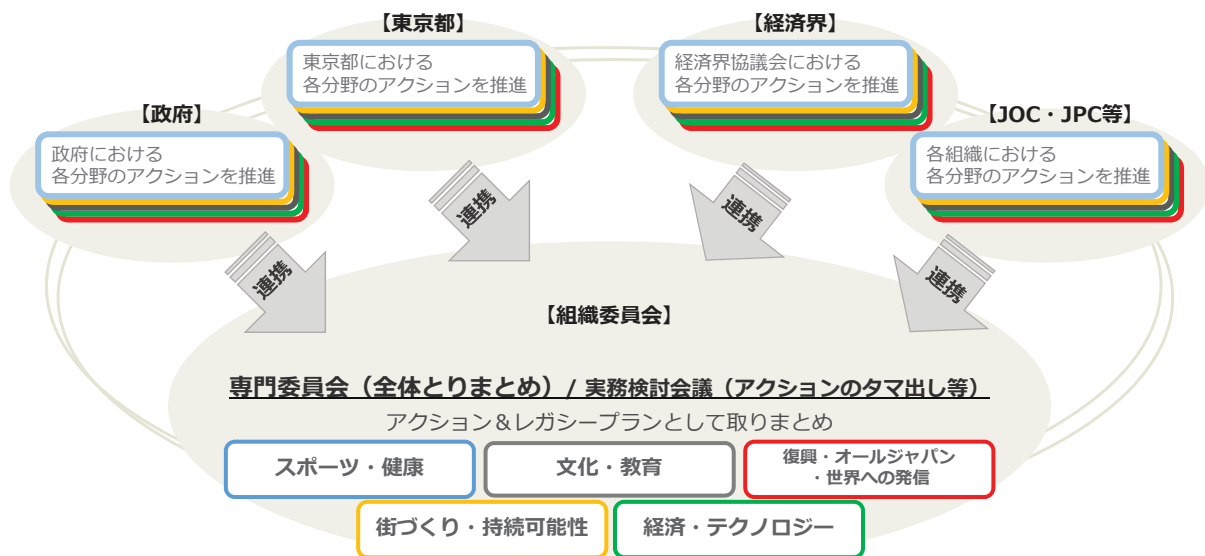 【東京都】
東京都における
各分野のアクションを推進
【経済界】
経済界協議会における
各分野のアクションを推進
【政府】
政府における
各分野のアクションを推進
【JOC・JPC等】
各組織における
各分野のアクションを推進
連携
連携
連携
連携
【組織委員会】
専門委員会（全体とりまとめ）/ 実務検討会議（アクションのタマ出し等）
アクション＆レガシープランとして取りまとめ
スポーツ・健康
文化・教育
復興・オールジャパン
・世界への発信
街づくり・持続可能性
経済・テクノロジー